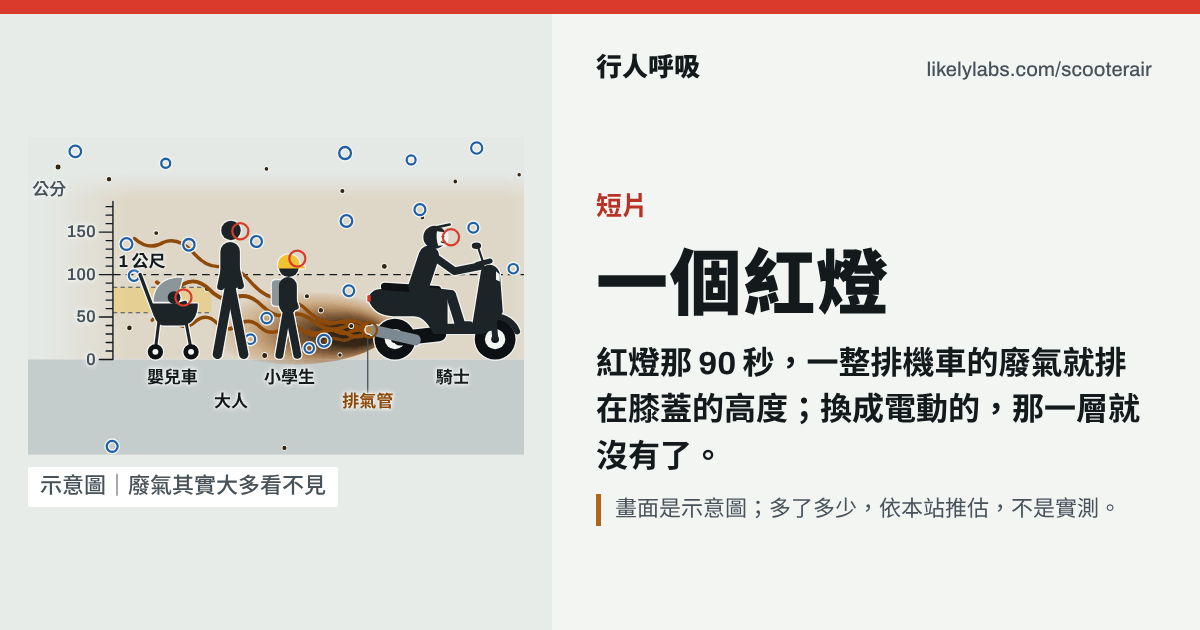 行人呼吸
likelylabs.com/scooterair
公分
150
1 公尺
100
50
0
嬰兒車
小學生
騎士
大人
排氣管
示意圖｜廢氣其實大多看不見
短片
一個紅燈
紅燈那 90 秒，一整排機車的廢氣就排
在膝蓋的高度；換成電動的，那一層就
沒有了。
畫面是示意圖；多了多少，依本站推估，不是實測。